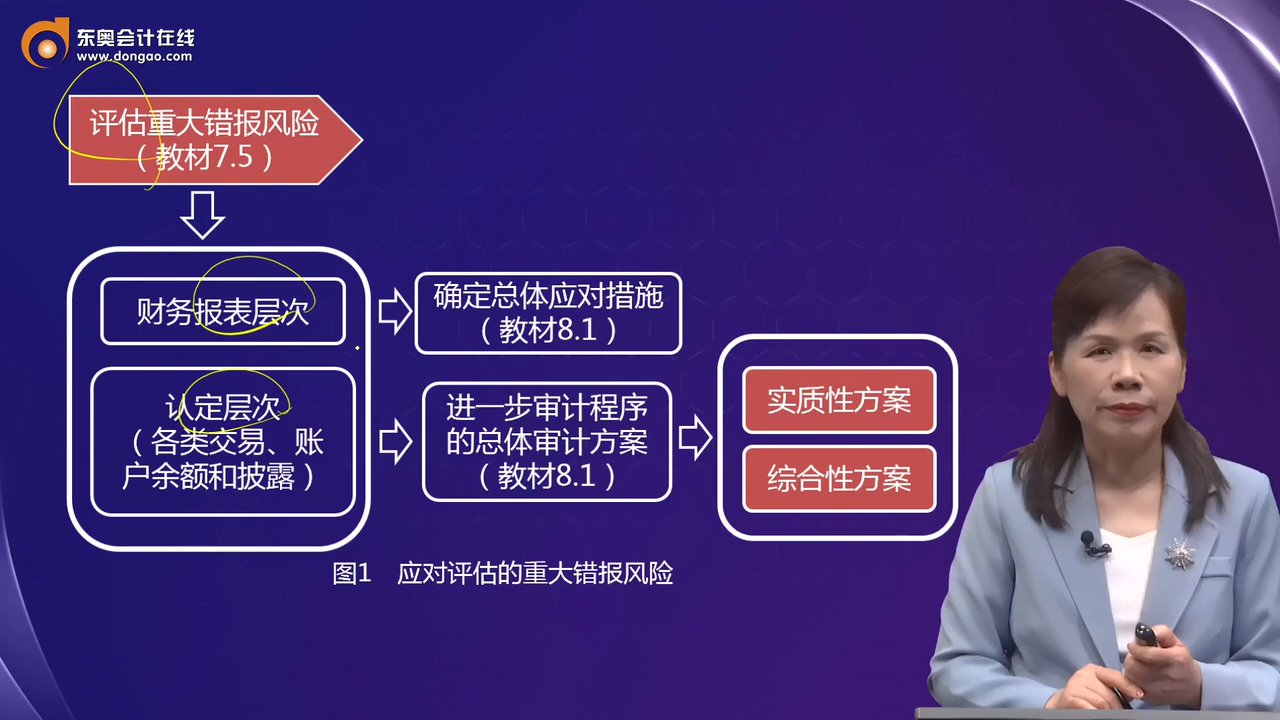 东奥会计在线
www.dongao.com
评估重大错报风险
（教材7.5）
财务报表层次
确定总体应对措施
（教材8.1）
认定层次
（各类交易、账
户余额和披露）
进一步审计程序
的总体审计方案
（教材8.1）
实质性方案
综合性方案
图1 应对评估的重大错报风险